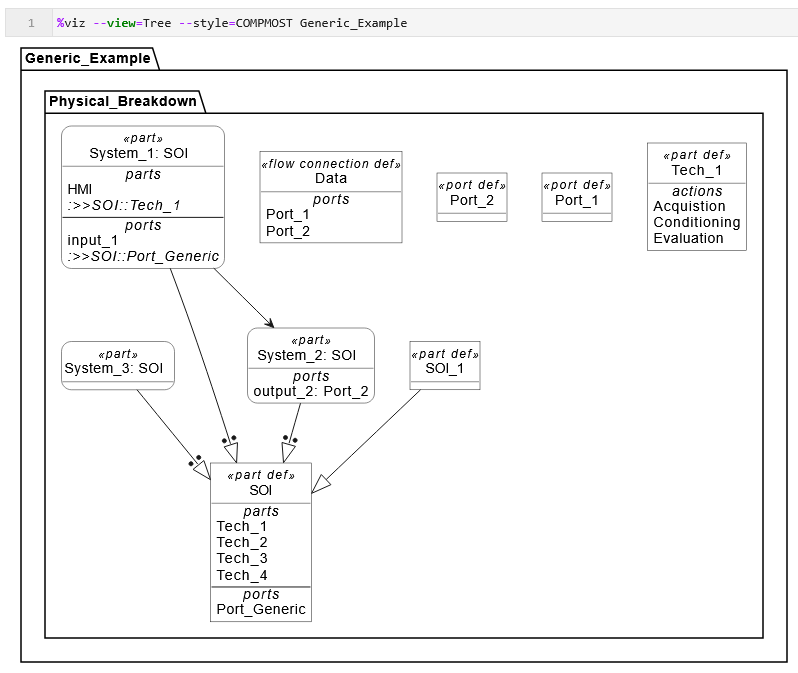 1 %viz --view=Tree --style=COMPMOST Generic_Example
Generic_Example
Physical_Breakdown
«part»
System_1: SOI
parts
HMI
:>>SOI::Tech_1
ports
input_1
:>>SOI::Port_Generic
«flow connection def»
Data
ports
Port_1
Port_2
«port def»
Port_2
«port def»
Port_1
«part def»
Tech_1
actions
Acquistion
Conditioning
Evaluation
«part»
System_3: SOI
«part»
System_2: SOI
ports
output_2: Port_2
«part def»
SOI_1
«part def»
SOI
parts
Tech_1
Tech_2
Tech_3
Tech_4
ports
Port_Generic